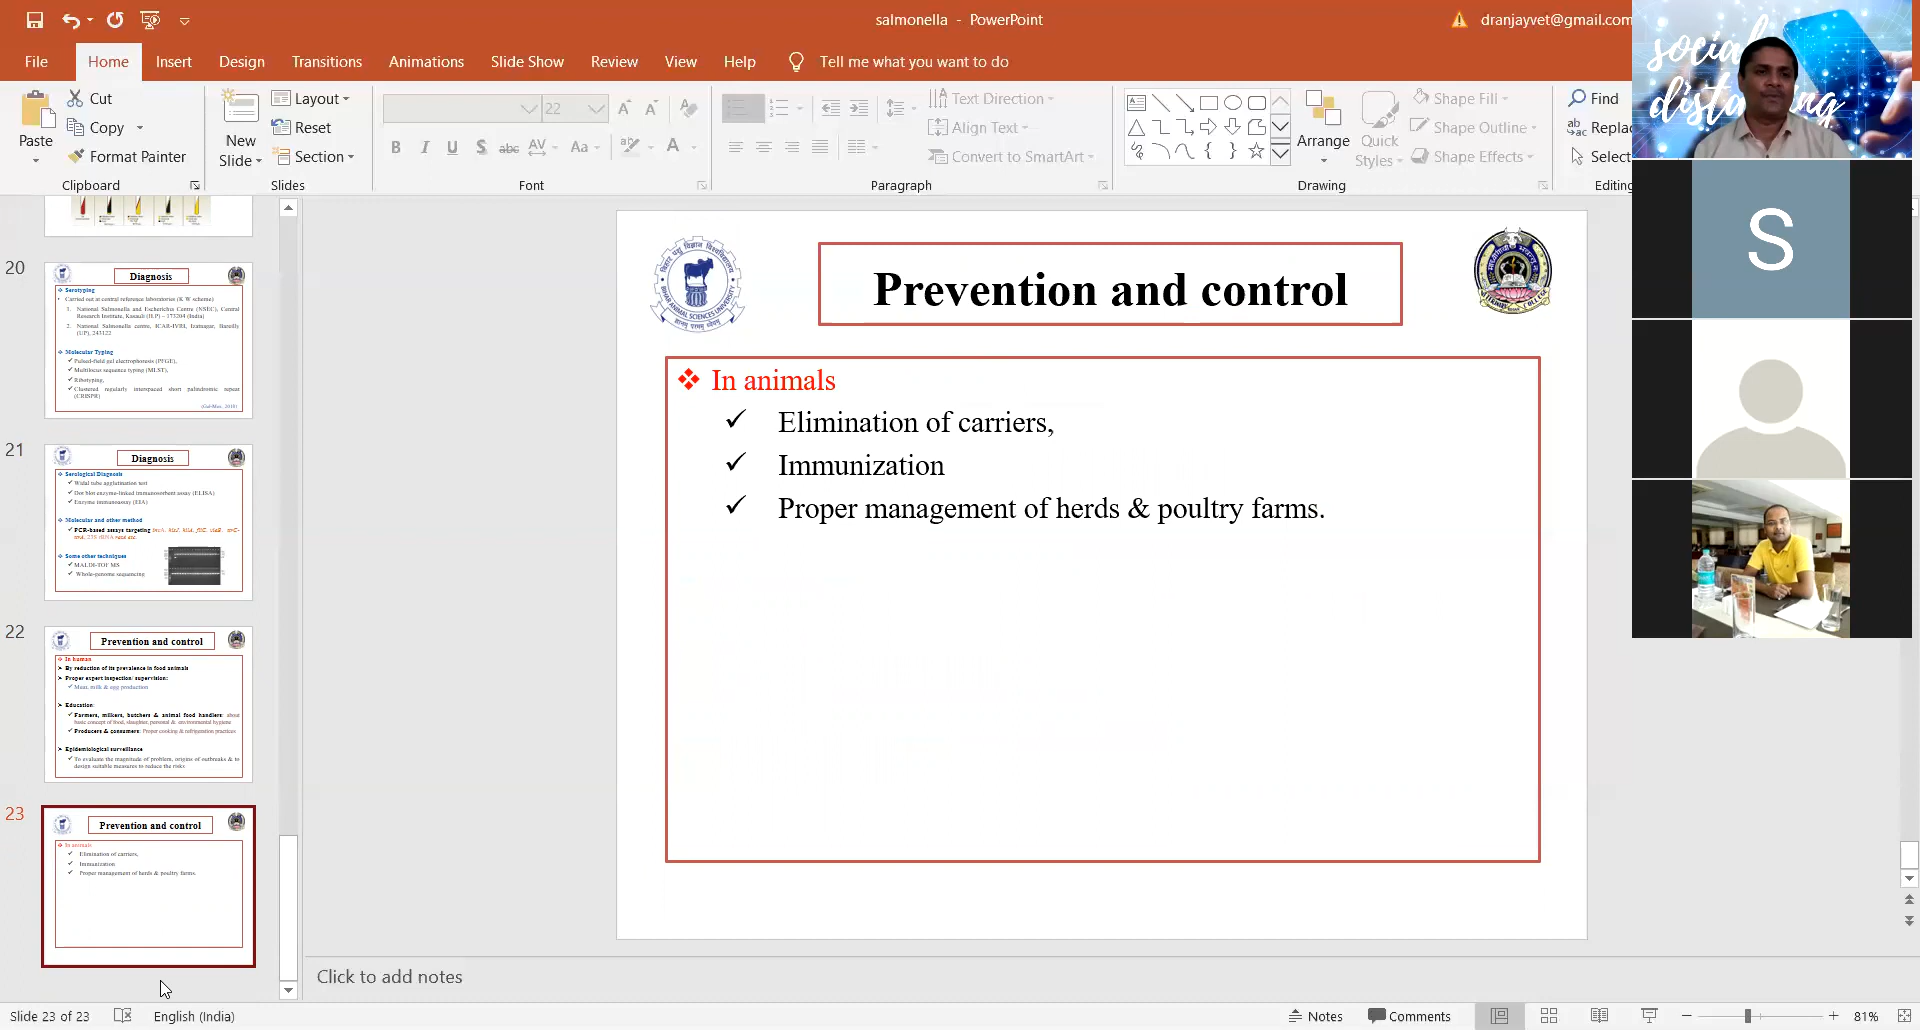 salmonella - PowerPoint
dranjayvet@gmail.com
File Home Insert Design Transitions Animations Slide Show Review View Help Tell me what you want to do
Cut
Copy
Format Painter
Paste
Clipboard
New Slide
Layout
Reset
Section
Slides
22
B I U S abc AV Aa A
Font
Text Direction
Align Text
Convert to SmartArt
Paragraph
Arrange
Quick Styles
Shape Fill
Shape Outline
Shape Effects
Drawing
Find
Replac
Select
Editing
social
distancing
S
20
Diagnosis
Serotyping
Carried out at central reference laboratories (K W scheme)
1. National Salmonella and Escherichia Centre (NSEC), Central
Research Institute, Kasauli (H.P) – 173204 (India)
2. National Salmonella centre, ICAR-IVRI, Izatnagar, Bareilly
(UP), 243122
Molecular Typing
Pulsed-field gel electrophoresis (PFGE),
Multilocus sequence typing (MLST),
Ribotyping,
Clustered regularly interspaced short palindromic repeat
(CRISPR)
21
Diagnosis
Serological Diagnosis
Widal tube agglutination test
Dot blot enzyme-linked immunosorbent assay (ELISA)
Enzyme immunoassay (EIA)
Molecular and other method
PCR-based assays targeting
Some other techniques
MALDI-TOF MS
Whole-genome sequencing
22
Prevention and control
In human
By reduction of its prevalence in food animals
Proper expert inspection/ supervision:
Meat, milk & egg production
Education:
Farmers, milkers, butchers & animal food handlers: about
basic concept of food, slaughter, personal & environmental hygiene
Producers & consumers: Proper cooking & refrigeration practices
Epidemiological surveillance
To evaluate the magnitude of problem, origins of outbreaks & to
design suitable measures to reduce the risks
23
Prevention and control
In animals
Elimination of carriers,
Immunization
Proper management of herds & poultry farms.
BIHAR ANIMAL SCIENCES UNIVERSITY
Prevention and control
In animals
Elimination of carriers,
Immunization
Proper management of herds & poultry farms.
Click to add notes
Slide 23 of 23 English (India) Notes Comments 81%